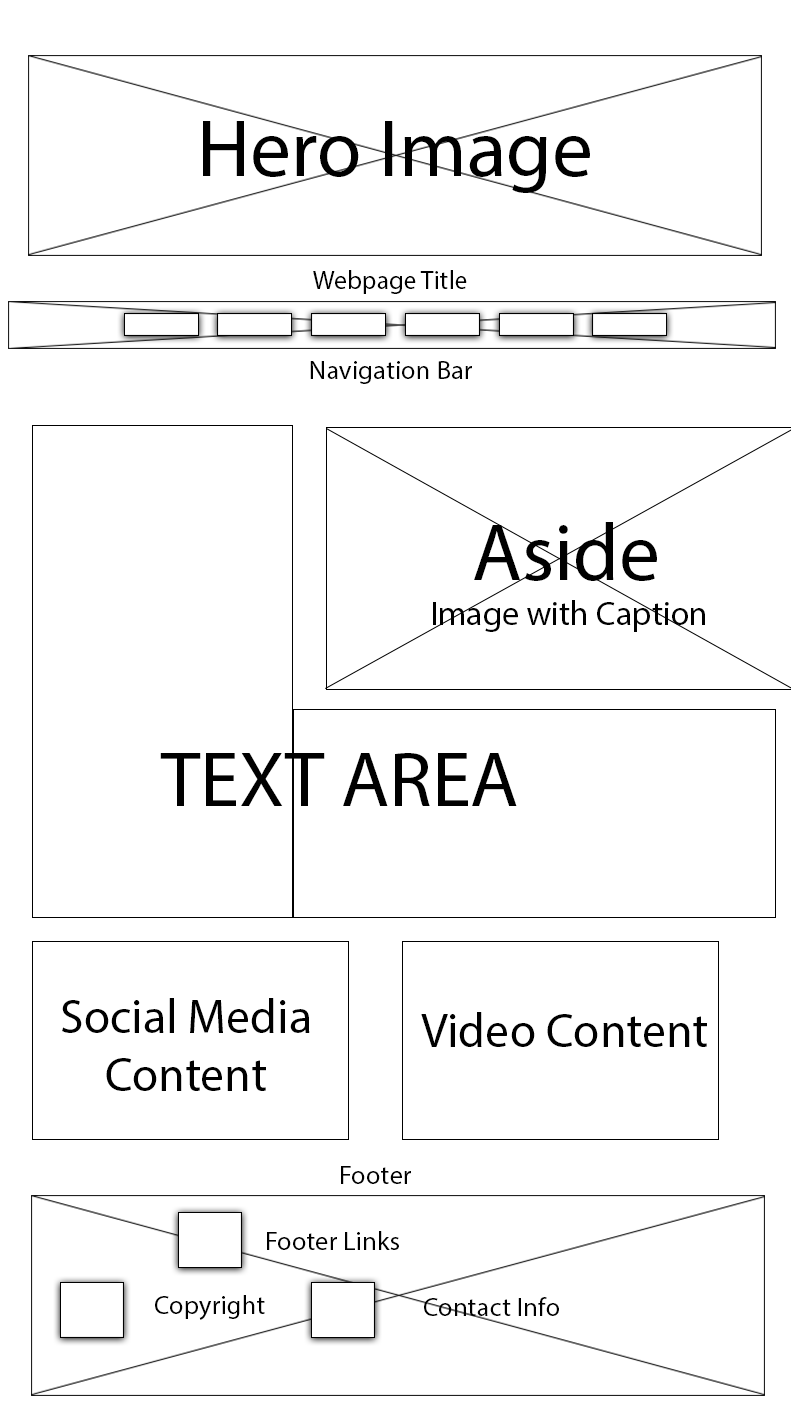 Hero Image
Webpage Title
Navigation Bar
Aside
Image with Caption
TEXT AREA
Social Media
Content
Video Content
Footer
Footer Links
Copyright
Contact Info